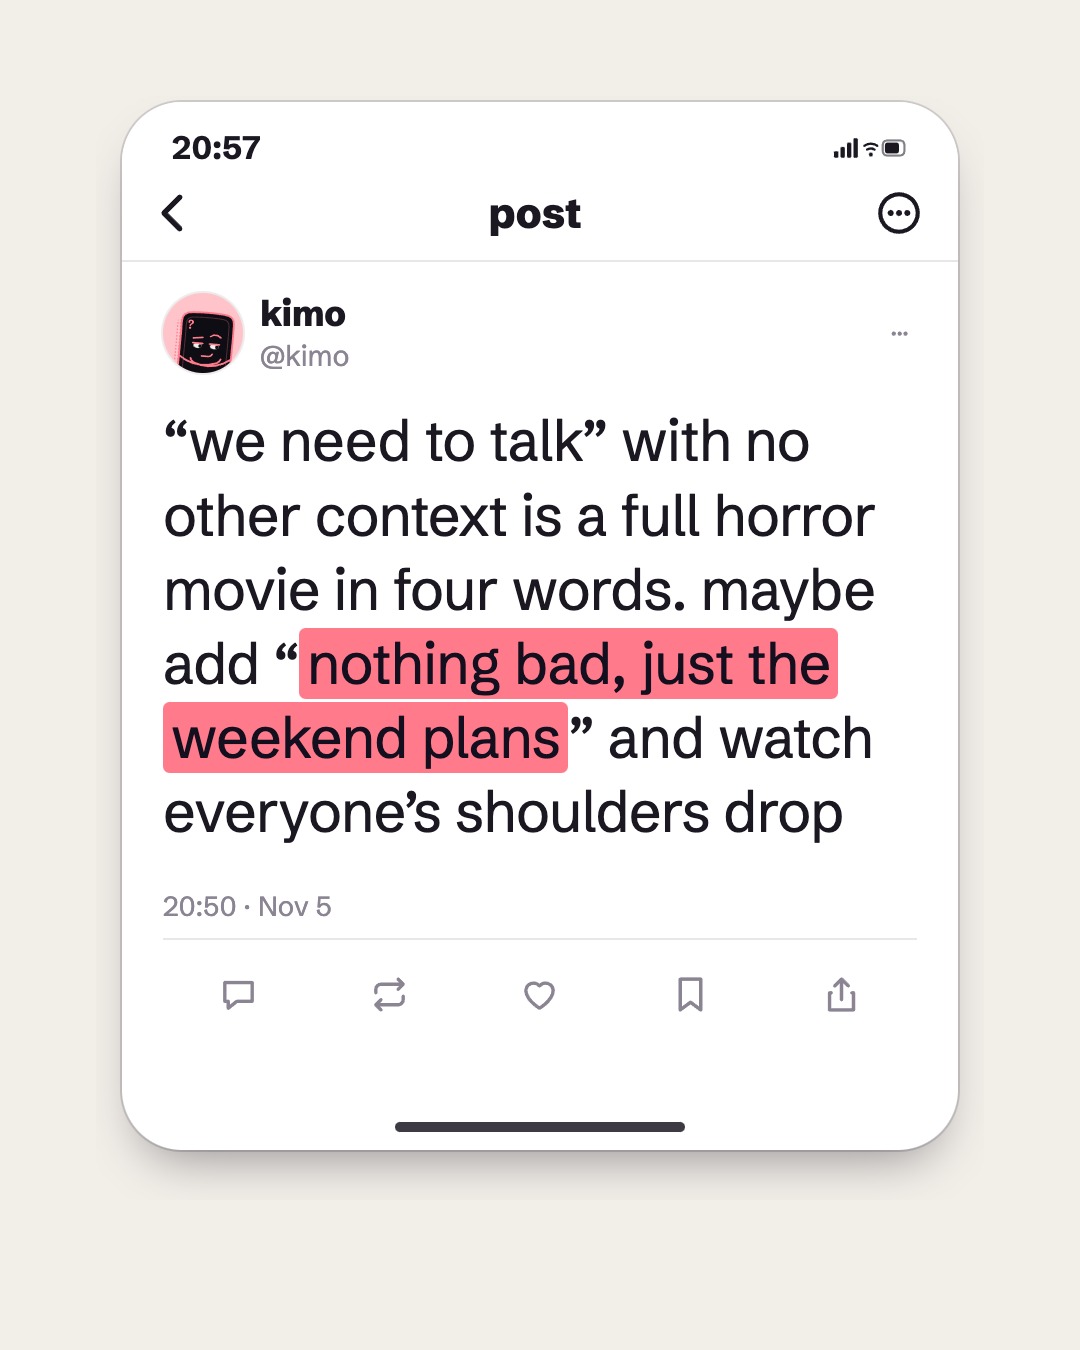 20:57
post
kimo
@kimo
“we need to talk” with no
other context is a full horror
movie in four words. maybe
add “nothing bad, just the
weekend plans” and watch
everyone’s shoulders drop
20:50 · Nov 5